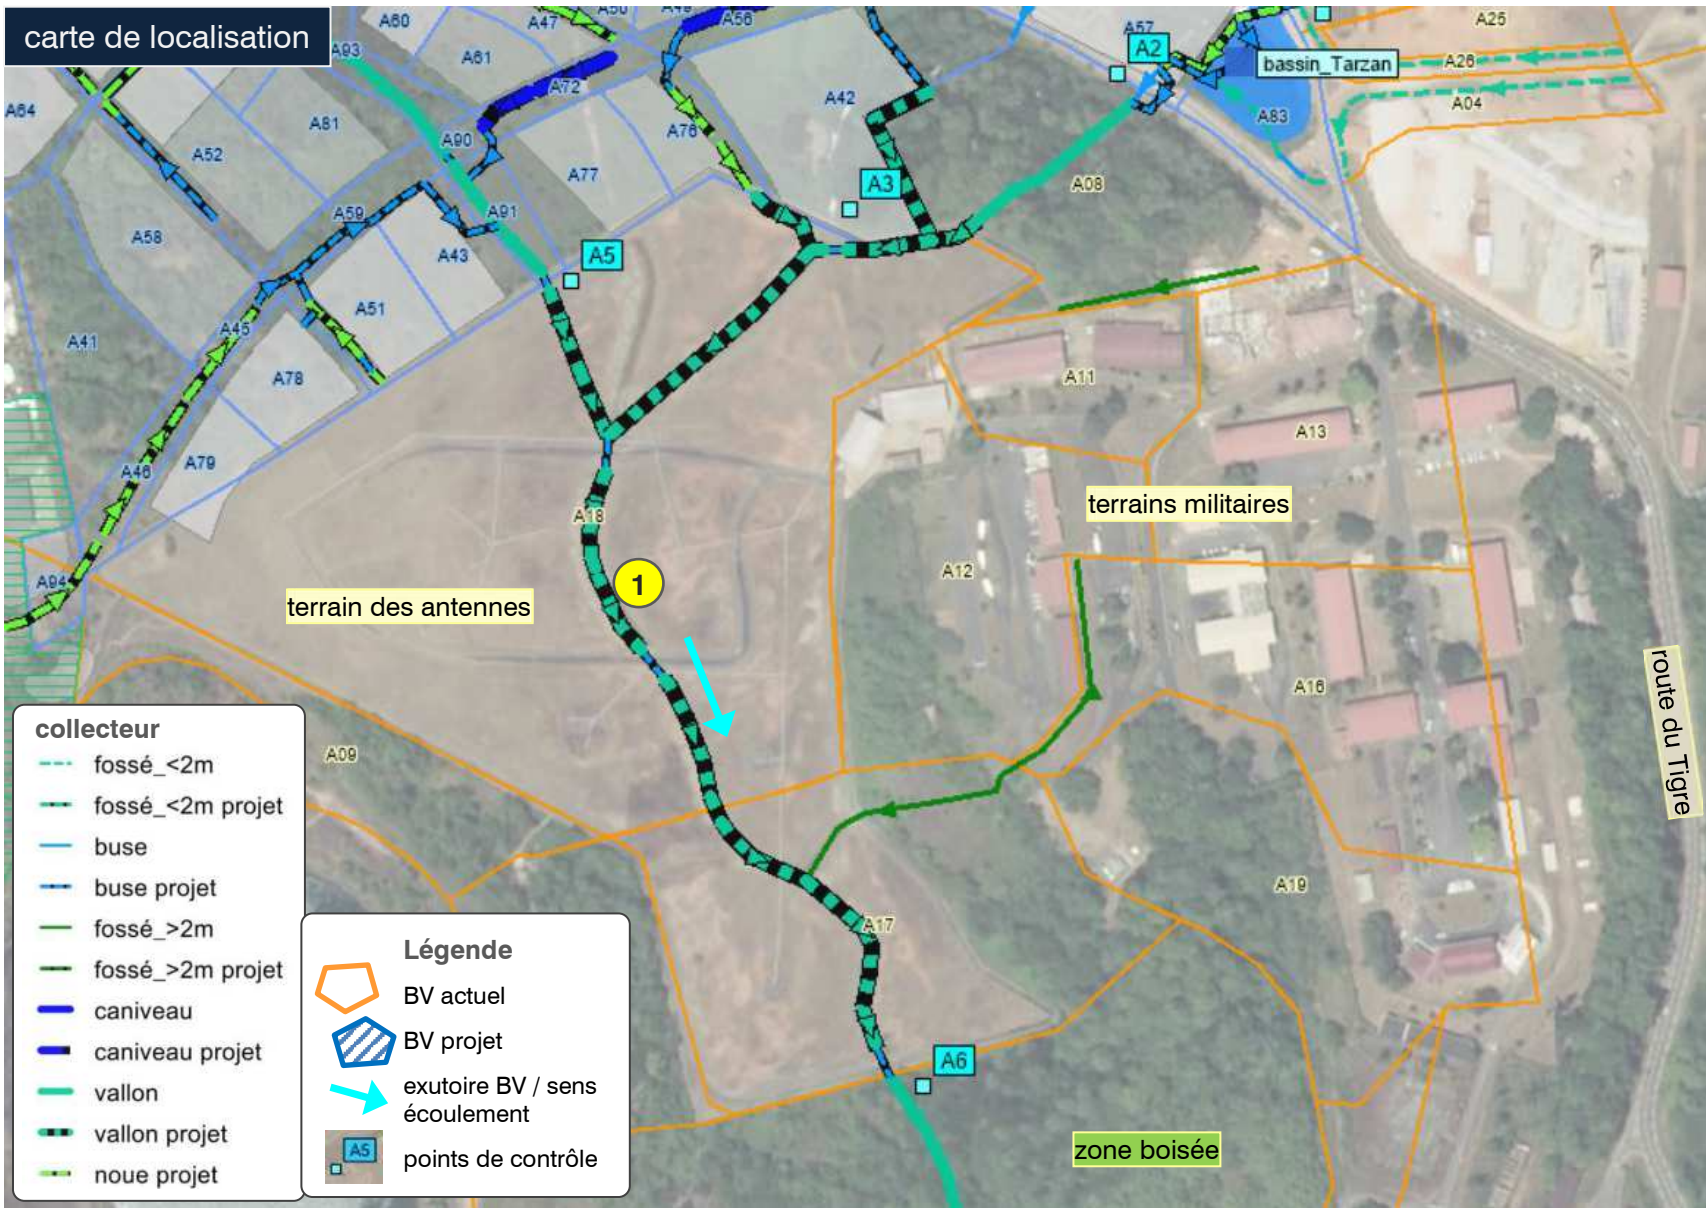 carte de localisation
A60
A47
A50
A49
A56
A57
A25
A93
A61
A2
bassin_Tarzan
A26
A64
A72
A42
A04
A81
A90
A76
A83
A52
A77
A3
A08
A59
A91
A58
A43
A5
A51
A45
A41
A78
A11
A13
A79
A46
terrains militaires
A18
A94
1
A12
terrain des antennes
route du Tigre
A16
A09
collecteur
fossé_<2m
fossé_<2m projet
buse
buse projet
fossé_>2m
fossé_>2m projet
caniveau
caniveau projet
vallon
vallon projet
noue projet
A19
A17
Légende
BV actuel
BV projet
exutoire BV / sens
écoulement
A5
points de contrôle
A6
zone boisée